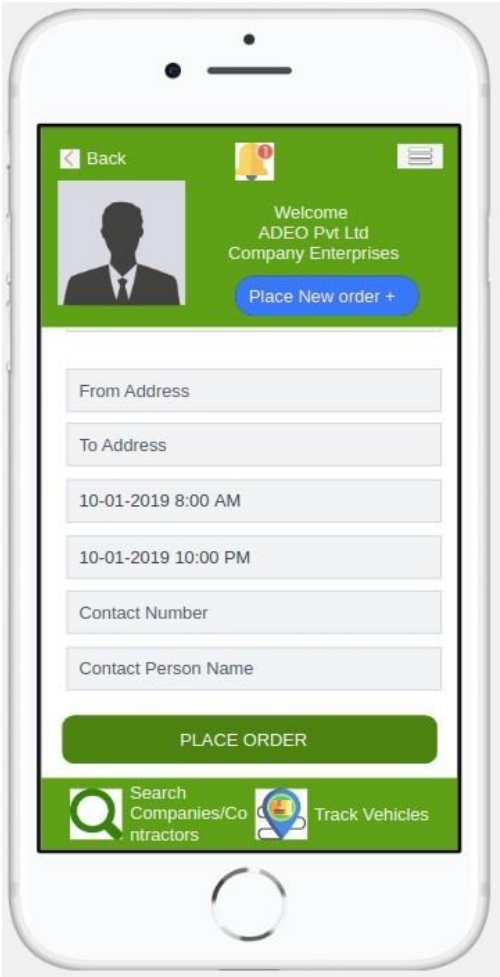 Back
1
Welcome
ADEO Pvt Ltd
Company Enterprises
Place New order +
From Address
To Address
10-01-2019 8:00 AM
10-01-2019 10:00 PM
Contact Number
Contact Person Name
PLACE ORDER
Search
Companies/Co
ntractors
Track Vehicles